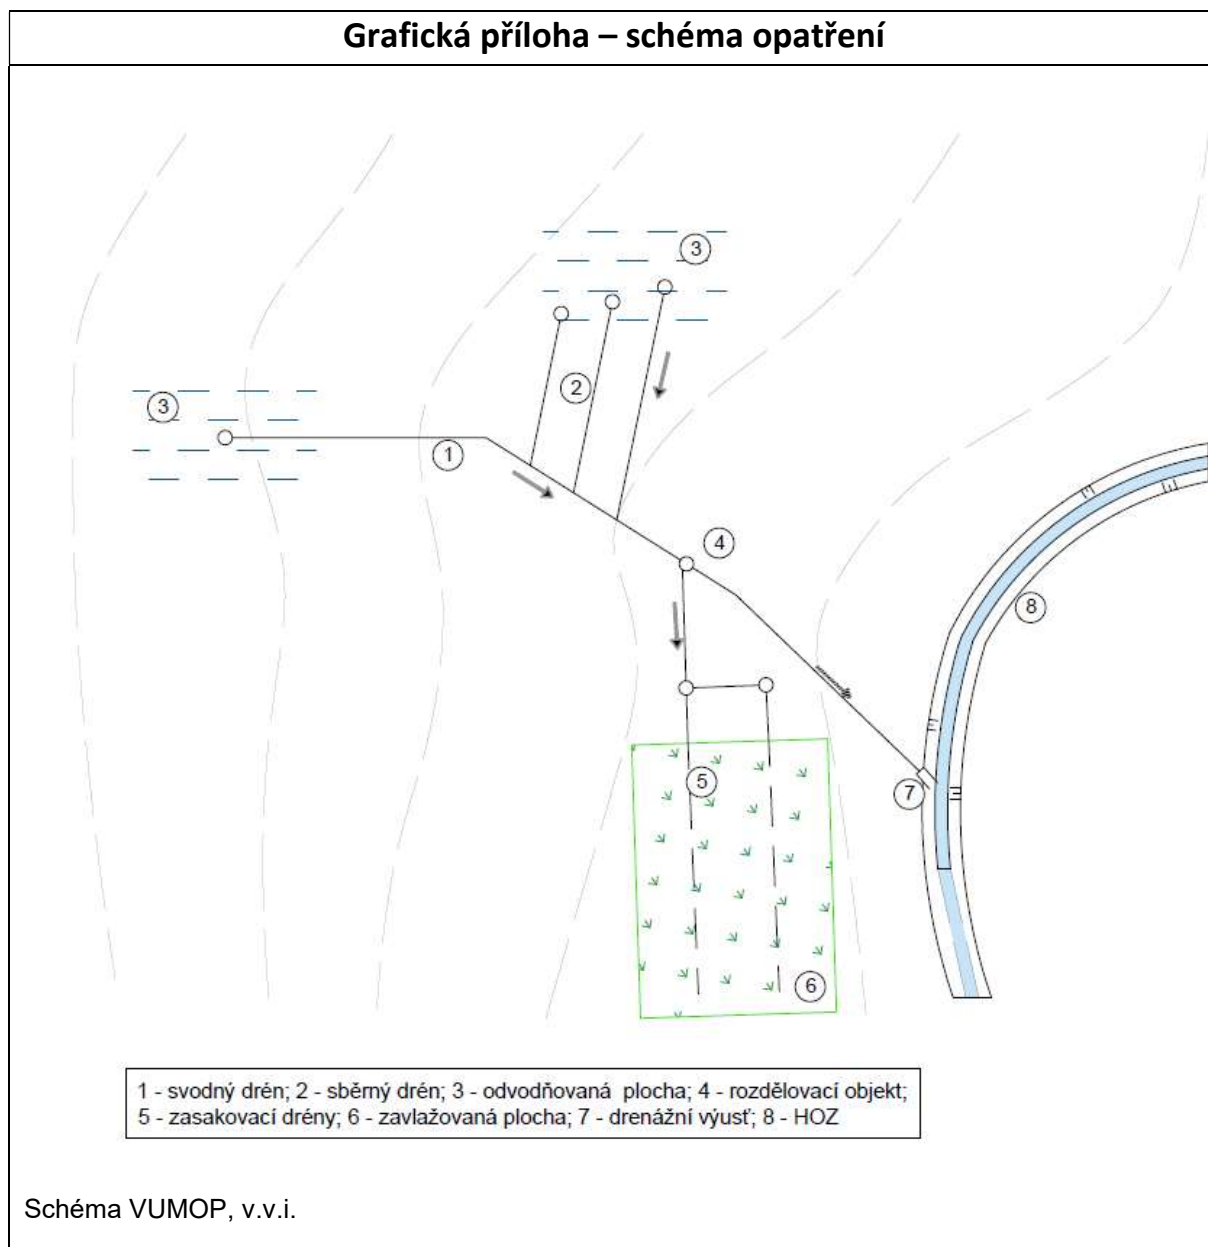 Grafická příloha – schéma opatření
3
3
2
1
4
8
5
7
6
1 - svodný drén; 2 - sběrný drén; 3 - odvodňovaná plocha; 4 - rozdělovací objekt;
5 - zasakovací drény; 6 - zavlažovaná plocha; 7 - drenážní výusť; 8 - HOZ
Schéma VUMOP, v.v.i.